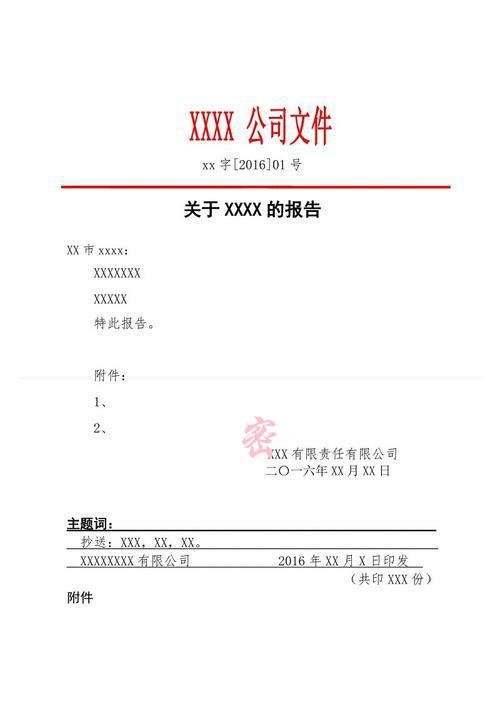 XXXX 公司文件
xx 字[2016]01 号
关于 XXXX 的报告
XX 市 xxxx：
XXXXXXX
XXXXX
特此报告。
附件：
1、
2、
密
XXX 有限责任有限公司
二〇一六年 XX 月 XX 日
主题词：
抄送：XXX，XX，XX。
XXXXXXXX 有限公司 2016 年 XX 月 X 日印发
（共印 XXX 份）
附件